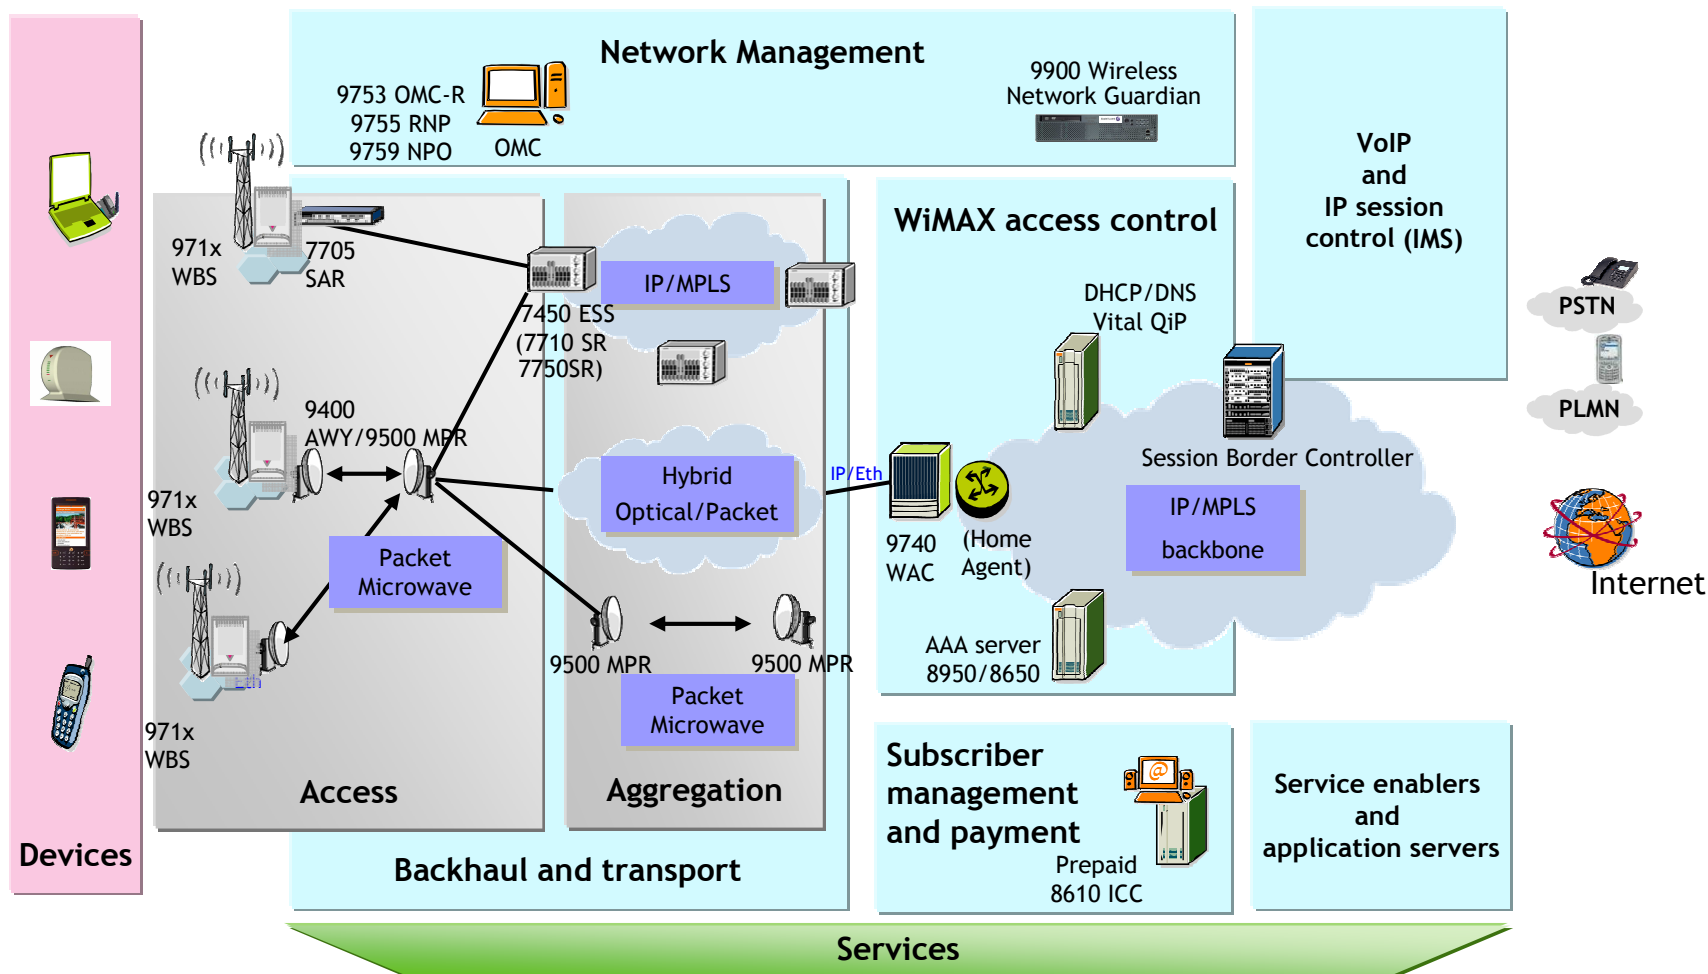 Network Management
9753 OMC-R
9755 RNP
9759 NPO
OMC
9900 Wireless
Network Guardian
VoIP
and
IP session
control (IMS)
971x
WBS
7705
SAR
IP/MPLS
7450 ESS
(7710 SR
7750SR)
WiMAX access control
DHCP/DNS
Vital QiP
PSTN
PLMN
9400
AWY/9500 MPR
971x
WBS
Hybrid
Optical/Packet
IP/Eth
Session Border Controller
IP/MPLS
backbone
9740
WAC
(Home
Agent)
Internet
Packet
Microwave
971x
WBS
9500 MPR
9500 MPR
Packet
Microwave
AAA server
8950/8650
Access
Aggregation
Devices
Backhaul and transport
Subscriber
management
and payment
@
Prepaid
8610 ICC
Service enablers
and
application servers
Services